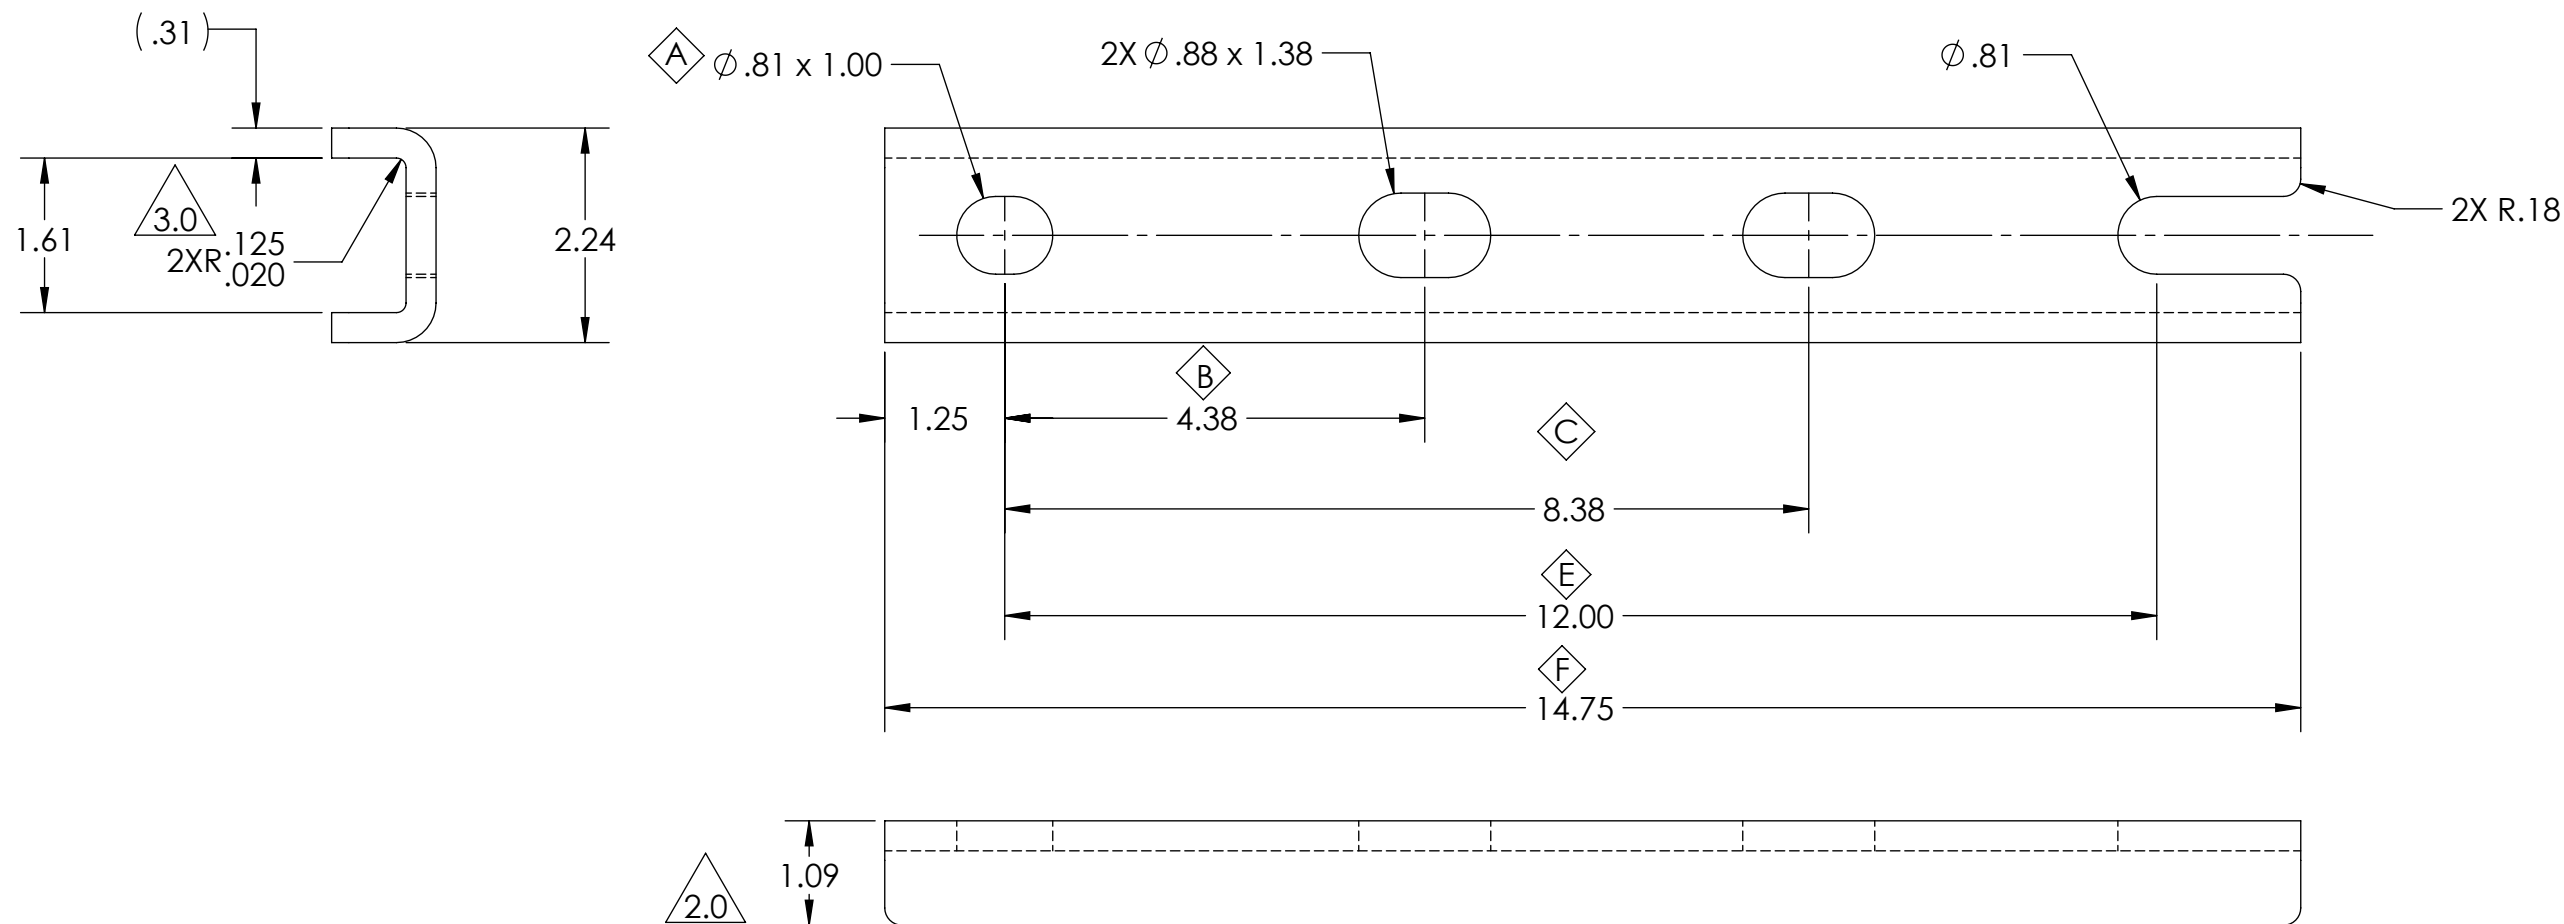 (.31)
A
⌀.81 x 1.00
2X ⌀.88 x 1.38
⌀.81
3.0
1.61
2XR.125
.020
2.24
2X R.18
B
1.25
4.38
C
8.38
E
12.00
F
14.75
1.09
2.0